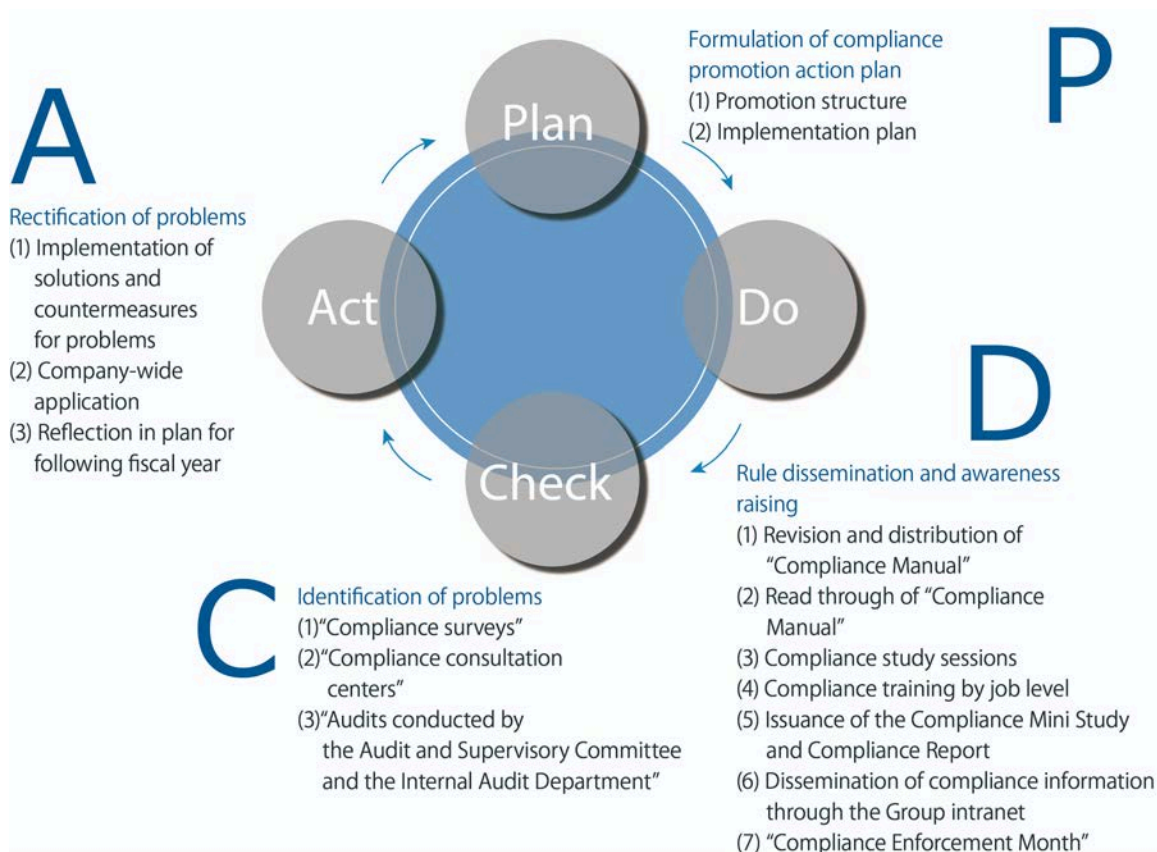 P
Formulation of compliance
promotion action plan
(1) Promotion structure
(2) Implementation plan
Plan
A
Rectification of problems
(1) Implementation of
solutions and
countermeasures
for problems
(2) Company-wide
application
(3) Reflection in plan for
following fiscal year
Act
Do
Check
D
Rule dissemination and awareness
raising
(1) Revision and distribution of
“Compliance Manual”
(2) Read through of “Compliance
Manual”
(3) Compliance study sessions
(4) Compliance training by job level
(5) Issuance of the Compliance Mini Study
and Compliance Report
(6) Dissemination of compliance information
through the Group intranet
(7) “Compliance Enforcement Month”
C
Identification of problems
(1)“Compliance surveys”
(2)“Compliance consultation
centers”
(3)“Audits conducted by
the Audit and Supervisory Committee
and the Internal Audit Department”